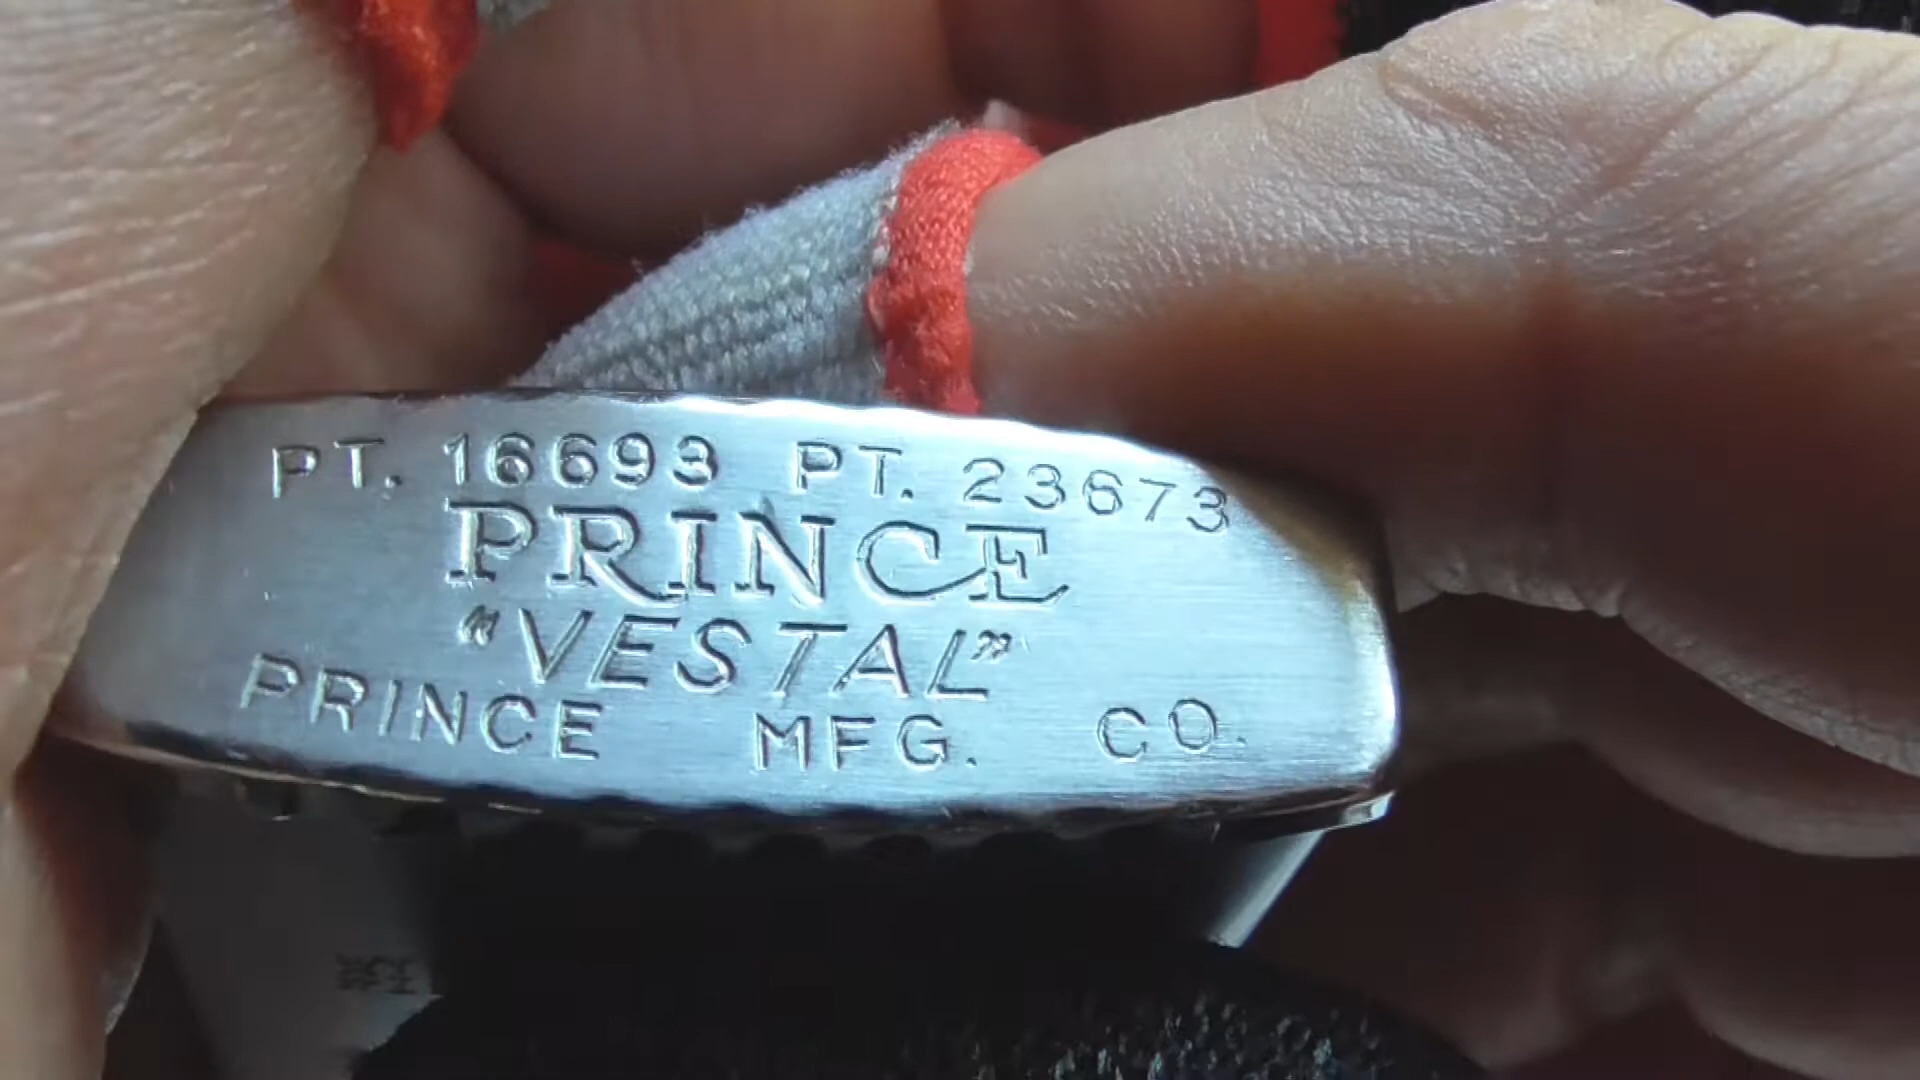 PT. 16693 PT. 23673
PRINCE
“VESTAL”
PRINCE MFG. CO.